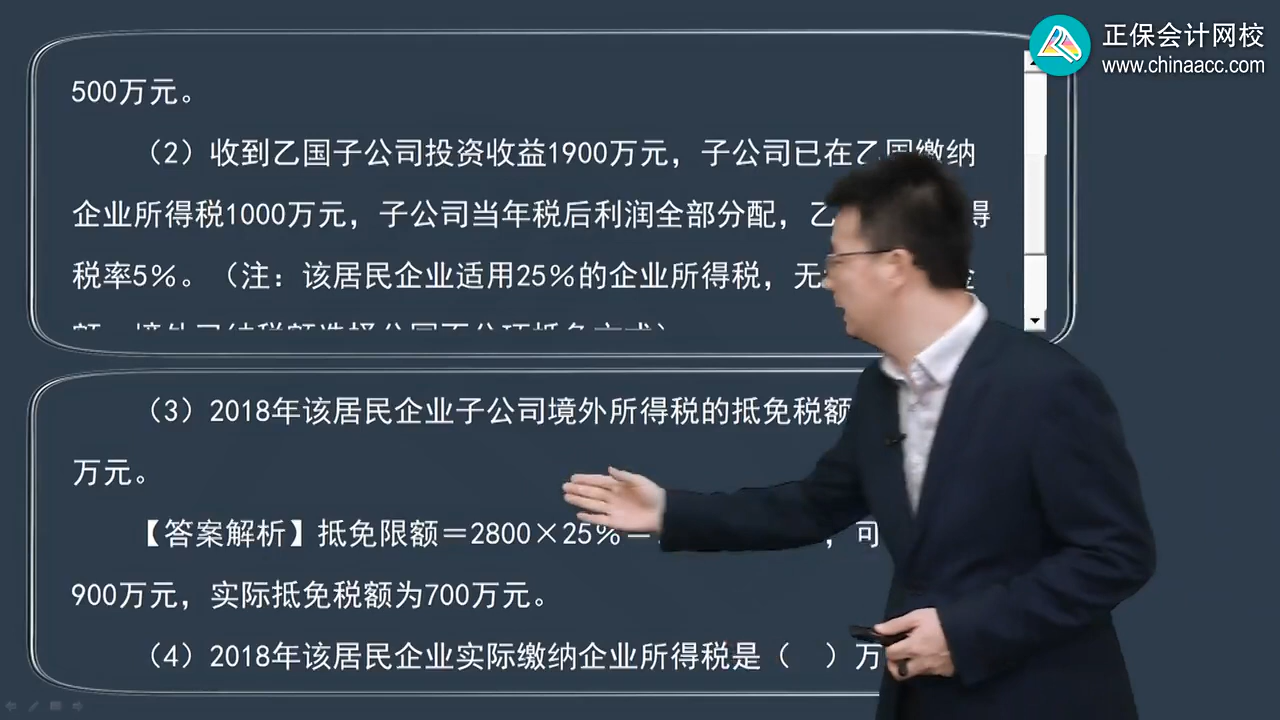 正保会计网校
www.chinaacc.com
500万元。
(2)收到乙国子公司投资收益1900万元，子公司已在乙国缴纳
企业所得税1000万元，子公司当年税后利润全部分配，乙 得
税率5%。（注：该居民企业适用25%的企业所得税，无
(3)2018年该居民企业子公司境外所得税的抵免税额
万元。
【答案解析】抵免限额＝2800×25%＝ ，可
900万元，实际抵免税额为700万元。
(4)2018年该居民企业实际缴纳企业所得税是（ ）万